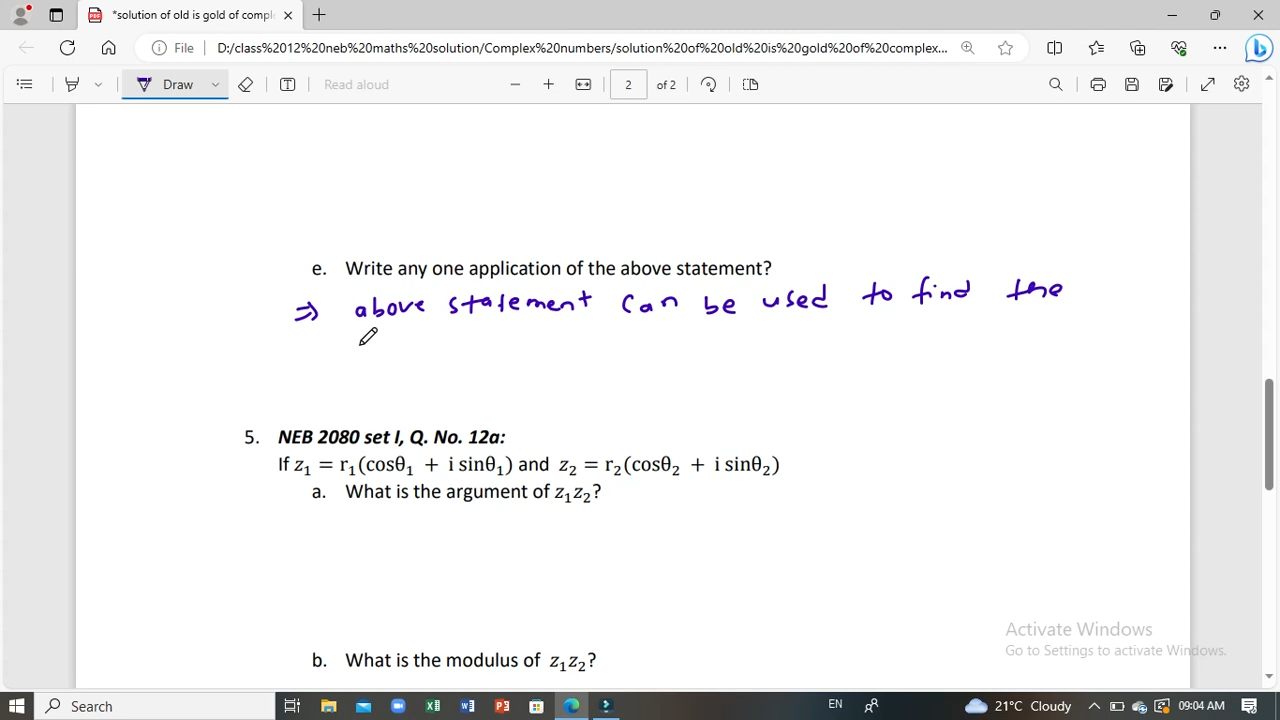 *solution of old is gold of compl
File
D:/class%2012%20neb%20maths%20solution/Complex%20numbers/solution%20of%20old%20is%20gold%20of%20complex...
Draw
Read aloud
2
of 2
e. Write any one application of the above statement?
⇒ above statement can be used to find the
5. NEB 2080 set I, Q. No. 12a:
If z₁ = r₁(cosθ₁ + i sinθ₁) and z₂ = r₂(cosθ₂ + i sinθ₂)
a. What is the argument of z₁z₂?
Activate Windows
Go to Settings to activate Windows.
b. What is the modulus of z₁z₂?
Search
21°C Cloudy
EN
09:04 AM